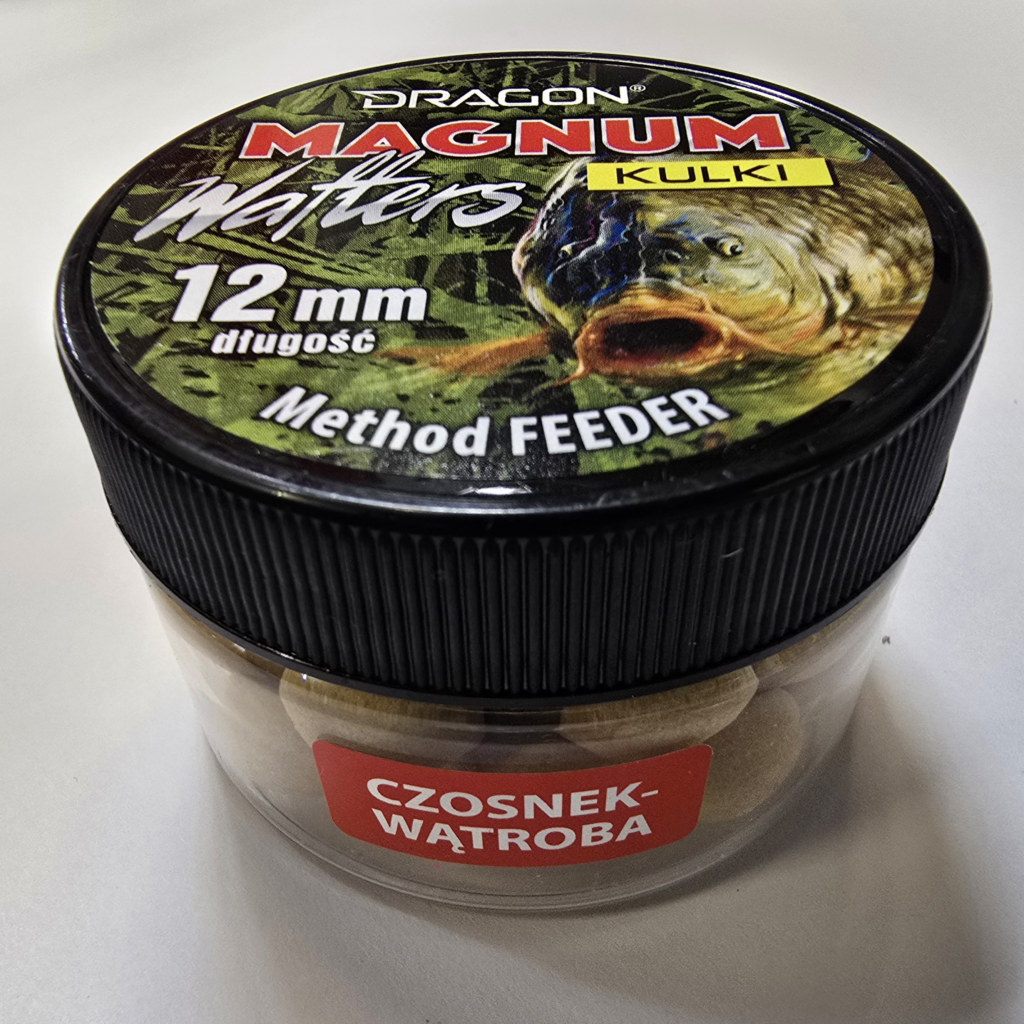 DRAGON®
MAGNUM
Wafters
KULKI
12 mm
długość
Method FEEDER
CZOSNEK-
WĄTROBA